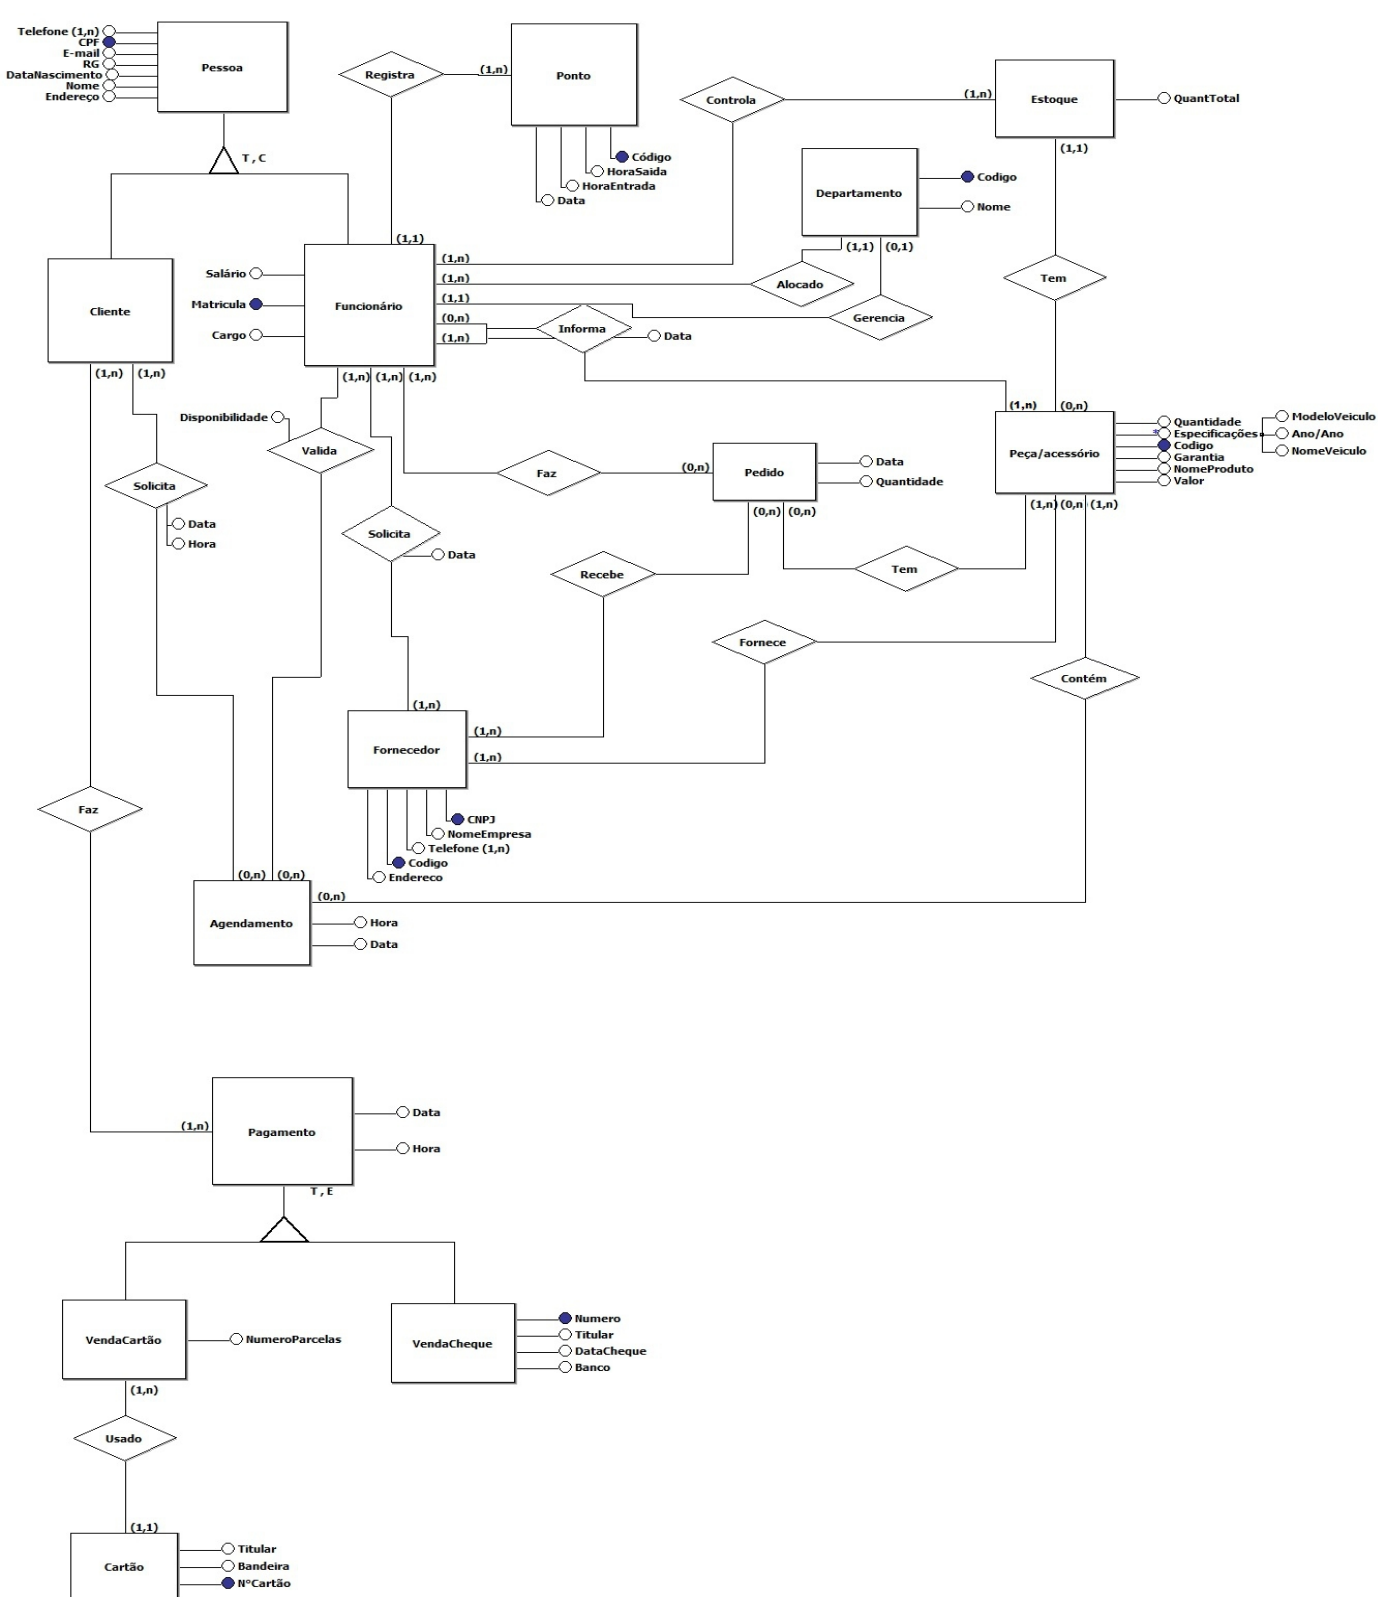 Telefone (1,n)
CPF
E-mail
RG
DataNascimento
Nome
Endereço
Pessoa
T , C
Registra
(1,n)
Ponto
Código
HoraSaida
HoraEntrada
Data
Controla
(1,n)
Estoque
QuantTotal
(1,1)
Departamento
Codigo
Nome
(1,1)
(0,1)
(1,1)
Cliente
(1,n)
(1,n)
Salário
Matricula
Cargo
Funcionário
(1,n)
(1,n)
(1,1)
(0,n)
(1,n)
Alocado
Gerencia
Informa
Data
Tem
(1,n)
(1,n)
(1,n)
(1,n)
(0,n)
Peça/acessório
Quantidade
* Especificações
Codigo
Garantia
NomeProduto
Valor
ModeloVeiculo
Ano/Ano
NomeVeiculo
(1,n)
(0,n)
(1,n)
Disponibilidade
Valida
Solicita
Data
Hora
Solicita
Data
Faz
(0,n)
Pedido
Data
Quantidade
(0,n)
(0,n)
Recebe
Tem
Fornece
Contém
(1,n)
Fornecedor
(1,n)
(1,n)
CNPJ
NomeEmpresa
Telefone (1,n)
Codigo
Endereco
Faz
(0,n)
(0,n)
(0,n)
Agendamento
Hora
Data
(1,n)
Pagamento
Data
Hora
T , E
VendaCartão
NumeroParcelas
VendaCheque
Numero
Titular
DataCheque
Banco
(1,n)
Usado
(1,1)
Cartão
Titular
Bandeira
N°Cartão